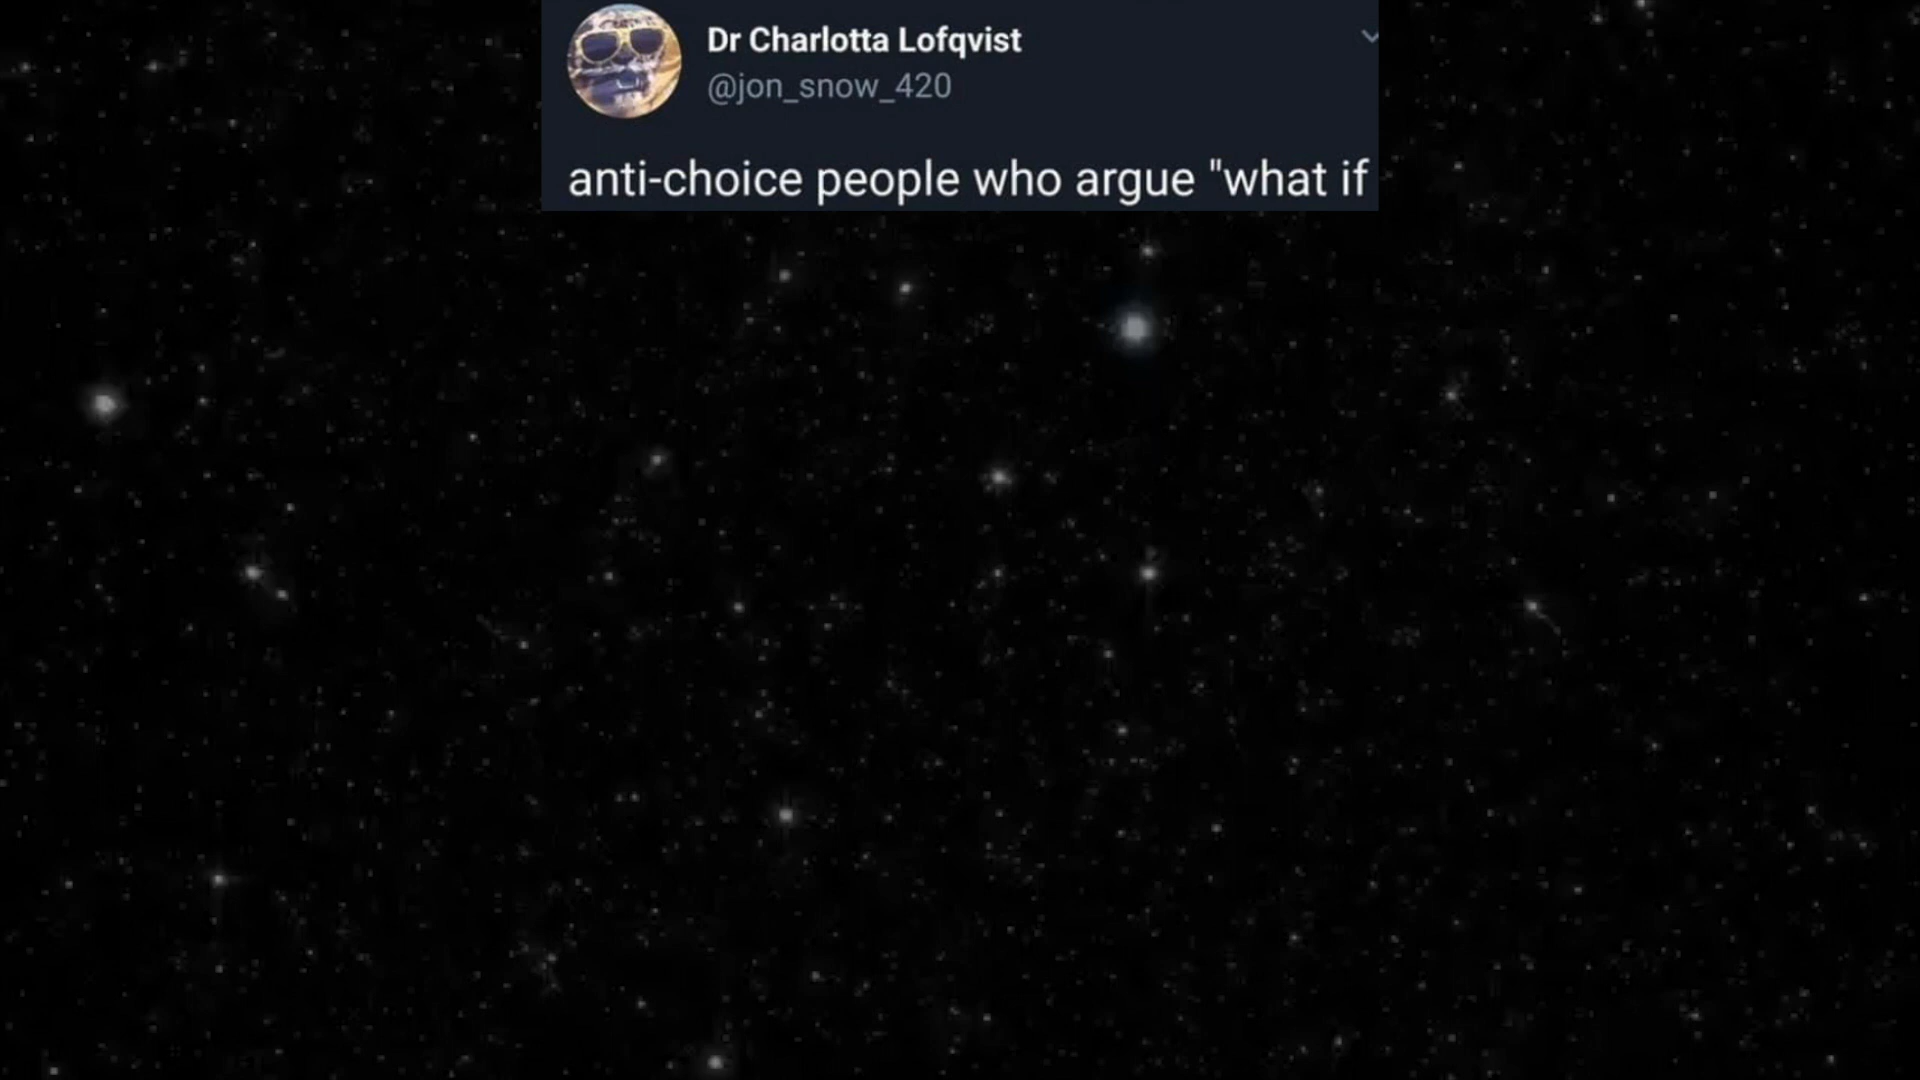 Dr Charlotta Lofqvist
@jon_snow_420
anti-choice people who argue "what if